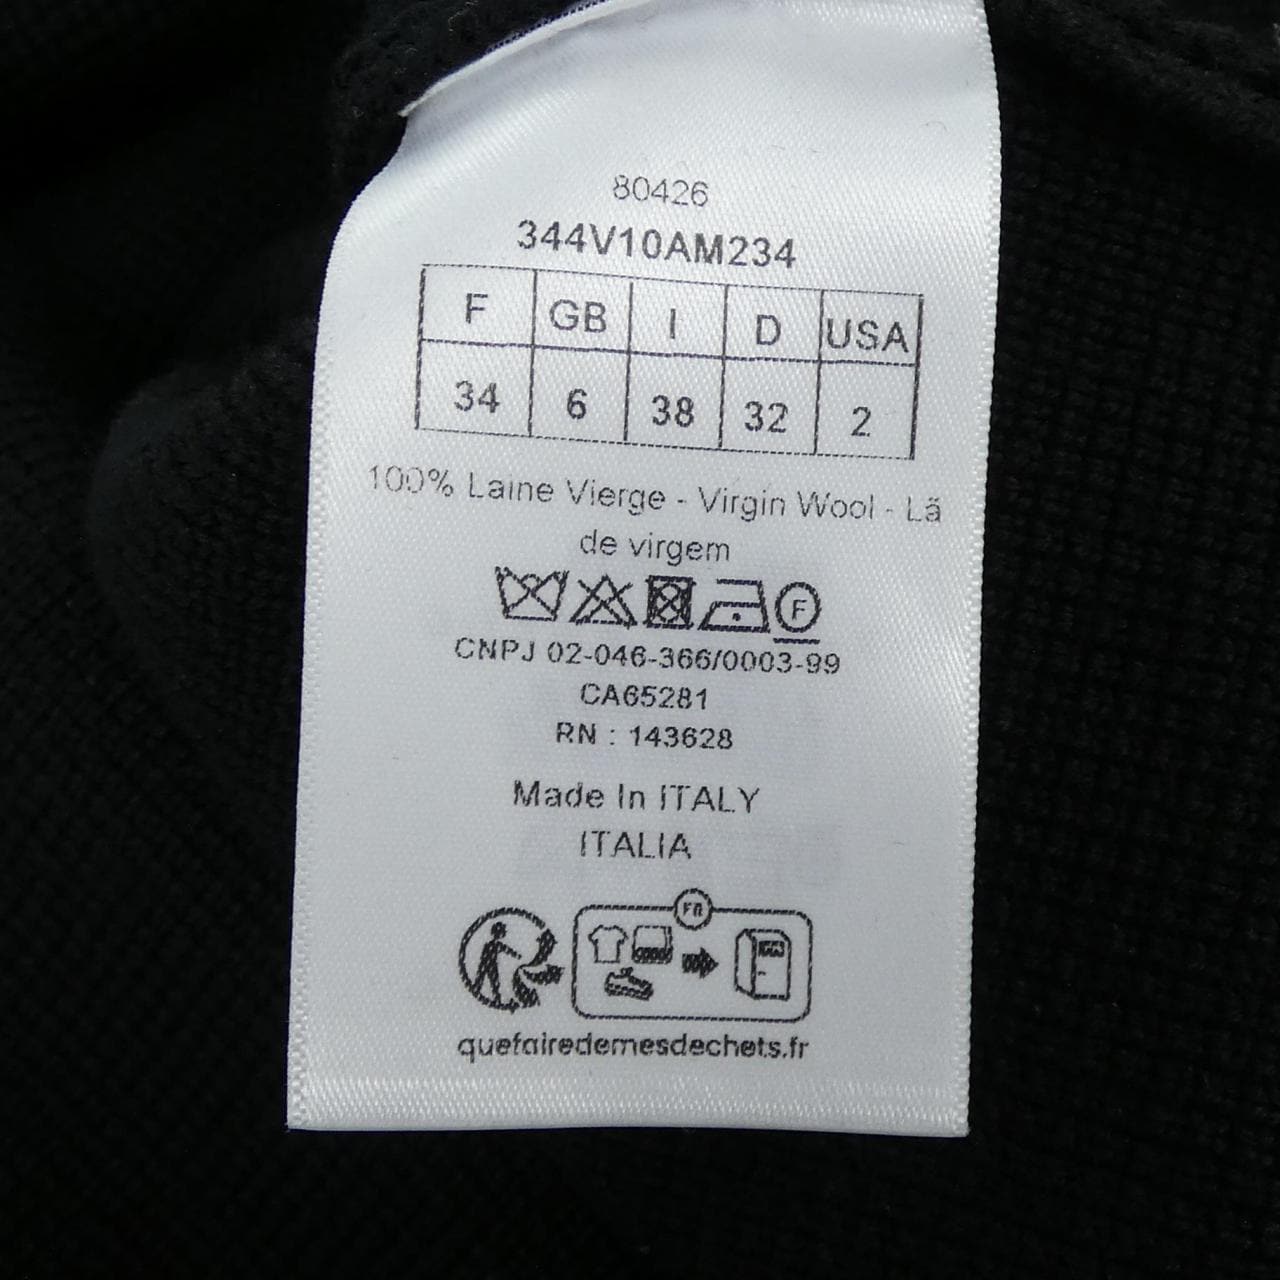 80426
344V10AM234
F GB I D USA
34 6 38 32 2
100% Laine Vierge - Virgin Wool - Lã
de virgem
F
CNPJ 02-046-366/0003-99
CA65281
RN : 143628
Made In ITALY
ITALIA
FR
quefairedemesdechets.fr